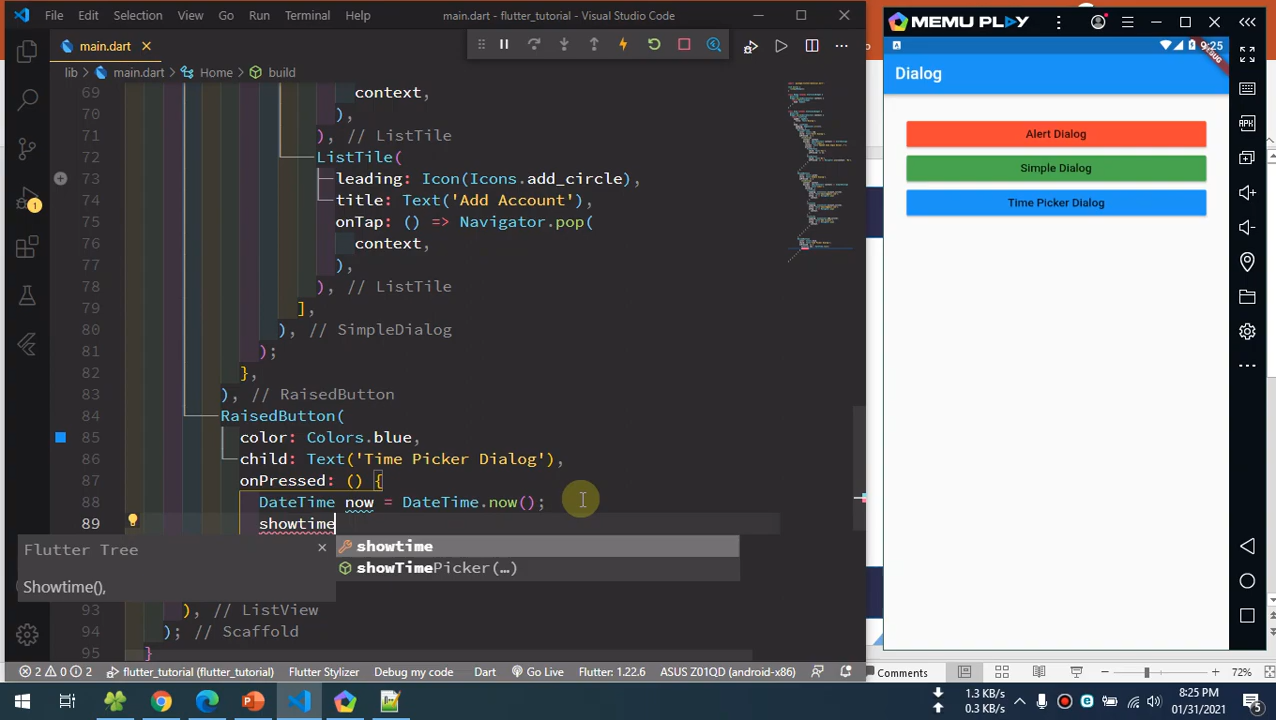 File Edit Selection View Go Run Terminal Help main.dart - flutter_tutorial - Visual Studio Code
MEMU PLAY
main.dart
lib > main.dart > Home > build
9:25
Dialog
Alert Dialog
Simple Dialog
Time Picker Dialog
69 context,
70 ),
71 ), // ListTile
72 ListTile(
73 leading: Icon(Icons.add_circle),
74 title: Text('Add Account'),
75 onTap: () => Navigator.pop(
76 context,
77 ),
78 ), // ListTile
79 ],
80 ), // SimpleDialog
81 );
82 },
83 ), // RaisedButton
84 RaisedButton(
85 color: Colors.blue,
86 child: Text('Time Picker Dialog'),
87 onPressed: () {
88 DateTime now = DateTime.now();
89 showtime
Flutter Tree
Showtime(),
showtime
showTimePicker(…)
93 ), // ListView
94 ); // Scaffold
95 }
1
2 0 2 flutter_tutorial (flutter_tutorial) Flutter Stylizer Debug my code Dart Go Live Flutter: 1.22.6 ASUS Z01QD (android-x86)
Comments 72%
1.3 KB/s
0.3 KB/s
8:25 PM
01/31/2021
5